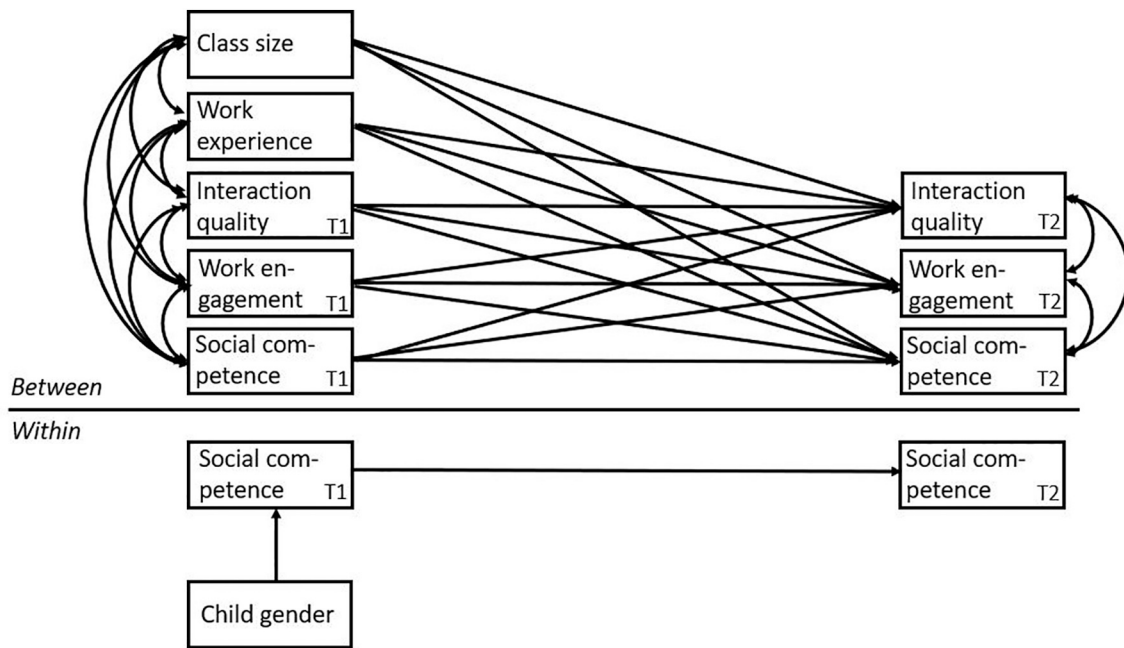 Class size
Work
experience
Interaction
quality T1
Work en-
gagement T1
Social com-
petence T1
Interaction
quality T2
Work en-
gagement T2
Social com-
petence T2
Between
Within
Social com-
petence T1
Social com-
petence T2
Child gender